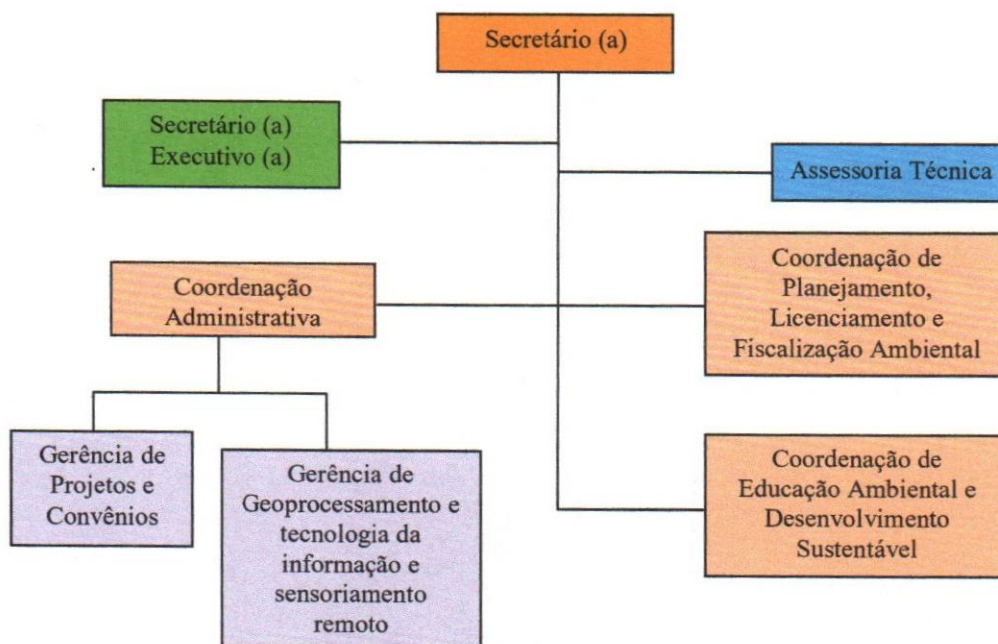 Secretário (a)
Secretário (a)
Executivo (a)
Assessoria Técnica
Coordenação
Administrativa
Coordenação de
Planejamento,
Licenciamento e
Fiscalização Ambiental
Gerência de
Projetos e
Convênios
Gerência de
Geoprocessamento e
tecnologia da
informação e
sensoriamento
remoto
Coordenação de
Educação Ambiental e
Desenvolvimento
Sustentável